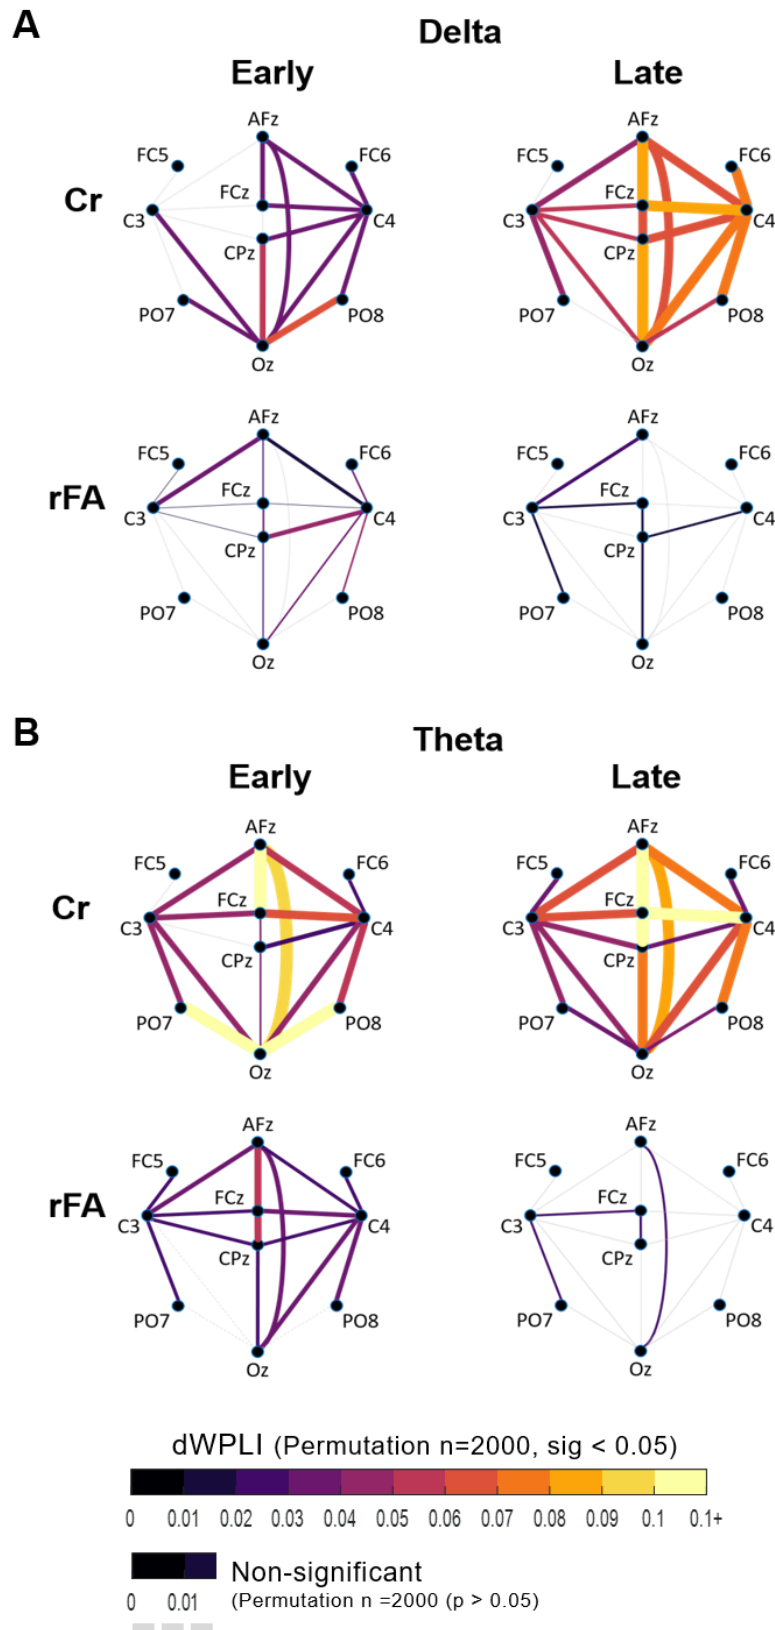 A
Delta
Early Late
AFz AFz
FC5 FC6 FC5 FC6
Cr FCz FCz
C3 C4 C3 C4
CPz CPz
PO7 PO8 PO7 PO8
Oz Oz
AFz AFz
FC5 FC6 FC5 FC6
rFA FCz FCz
C3 C4 C3 C4
CPz CPz
PO7 PO8 PO7 PO8
Oz Oz
B
Theta
Early Late
AFz AFz
FC5 FC6 FC5 FC6
Cr FCz FCz
C3 C4 C3 C4
CPz CPz
PO7 PO8 PO7 PO8
Oz Oz
AFz AFz
FC5 FC6 FC5 FC6
rFA FCz FCz
C3 C4 C3 C4
CPz CPz
PO7 PO8 PO7 PO8
Oz Oz
dWPLI (Permutation n=2000, sig < 0.05)
0 0.01 0.02 0.03 0.04 0.05 0.06 0.07 0.08 0.09 0.1 0.1+
Non-significant
0 0.01 (Permutation n =2000 (p > 0.05)